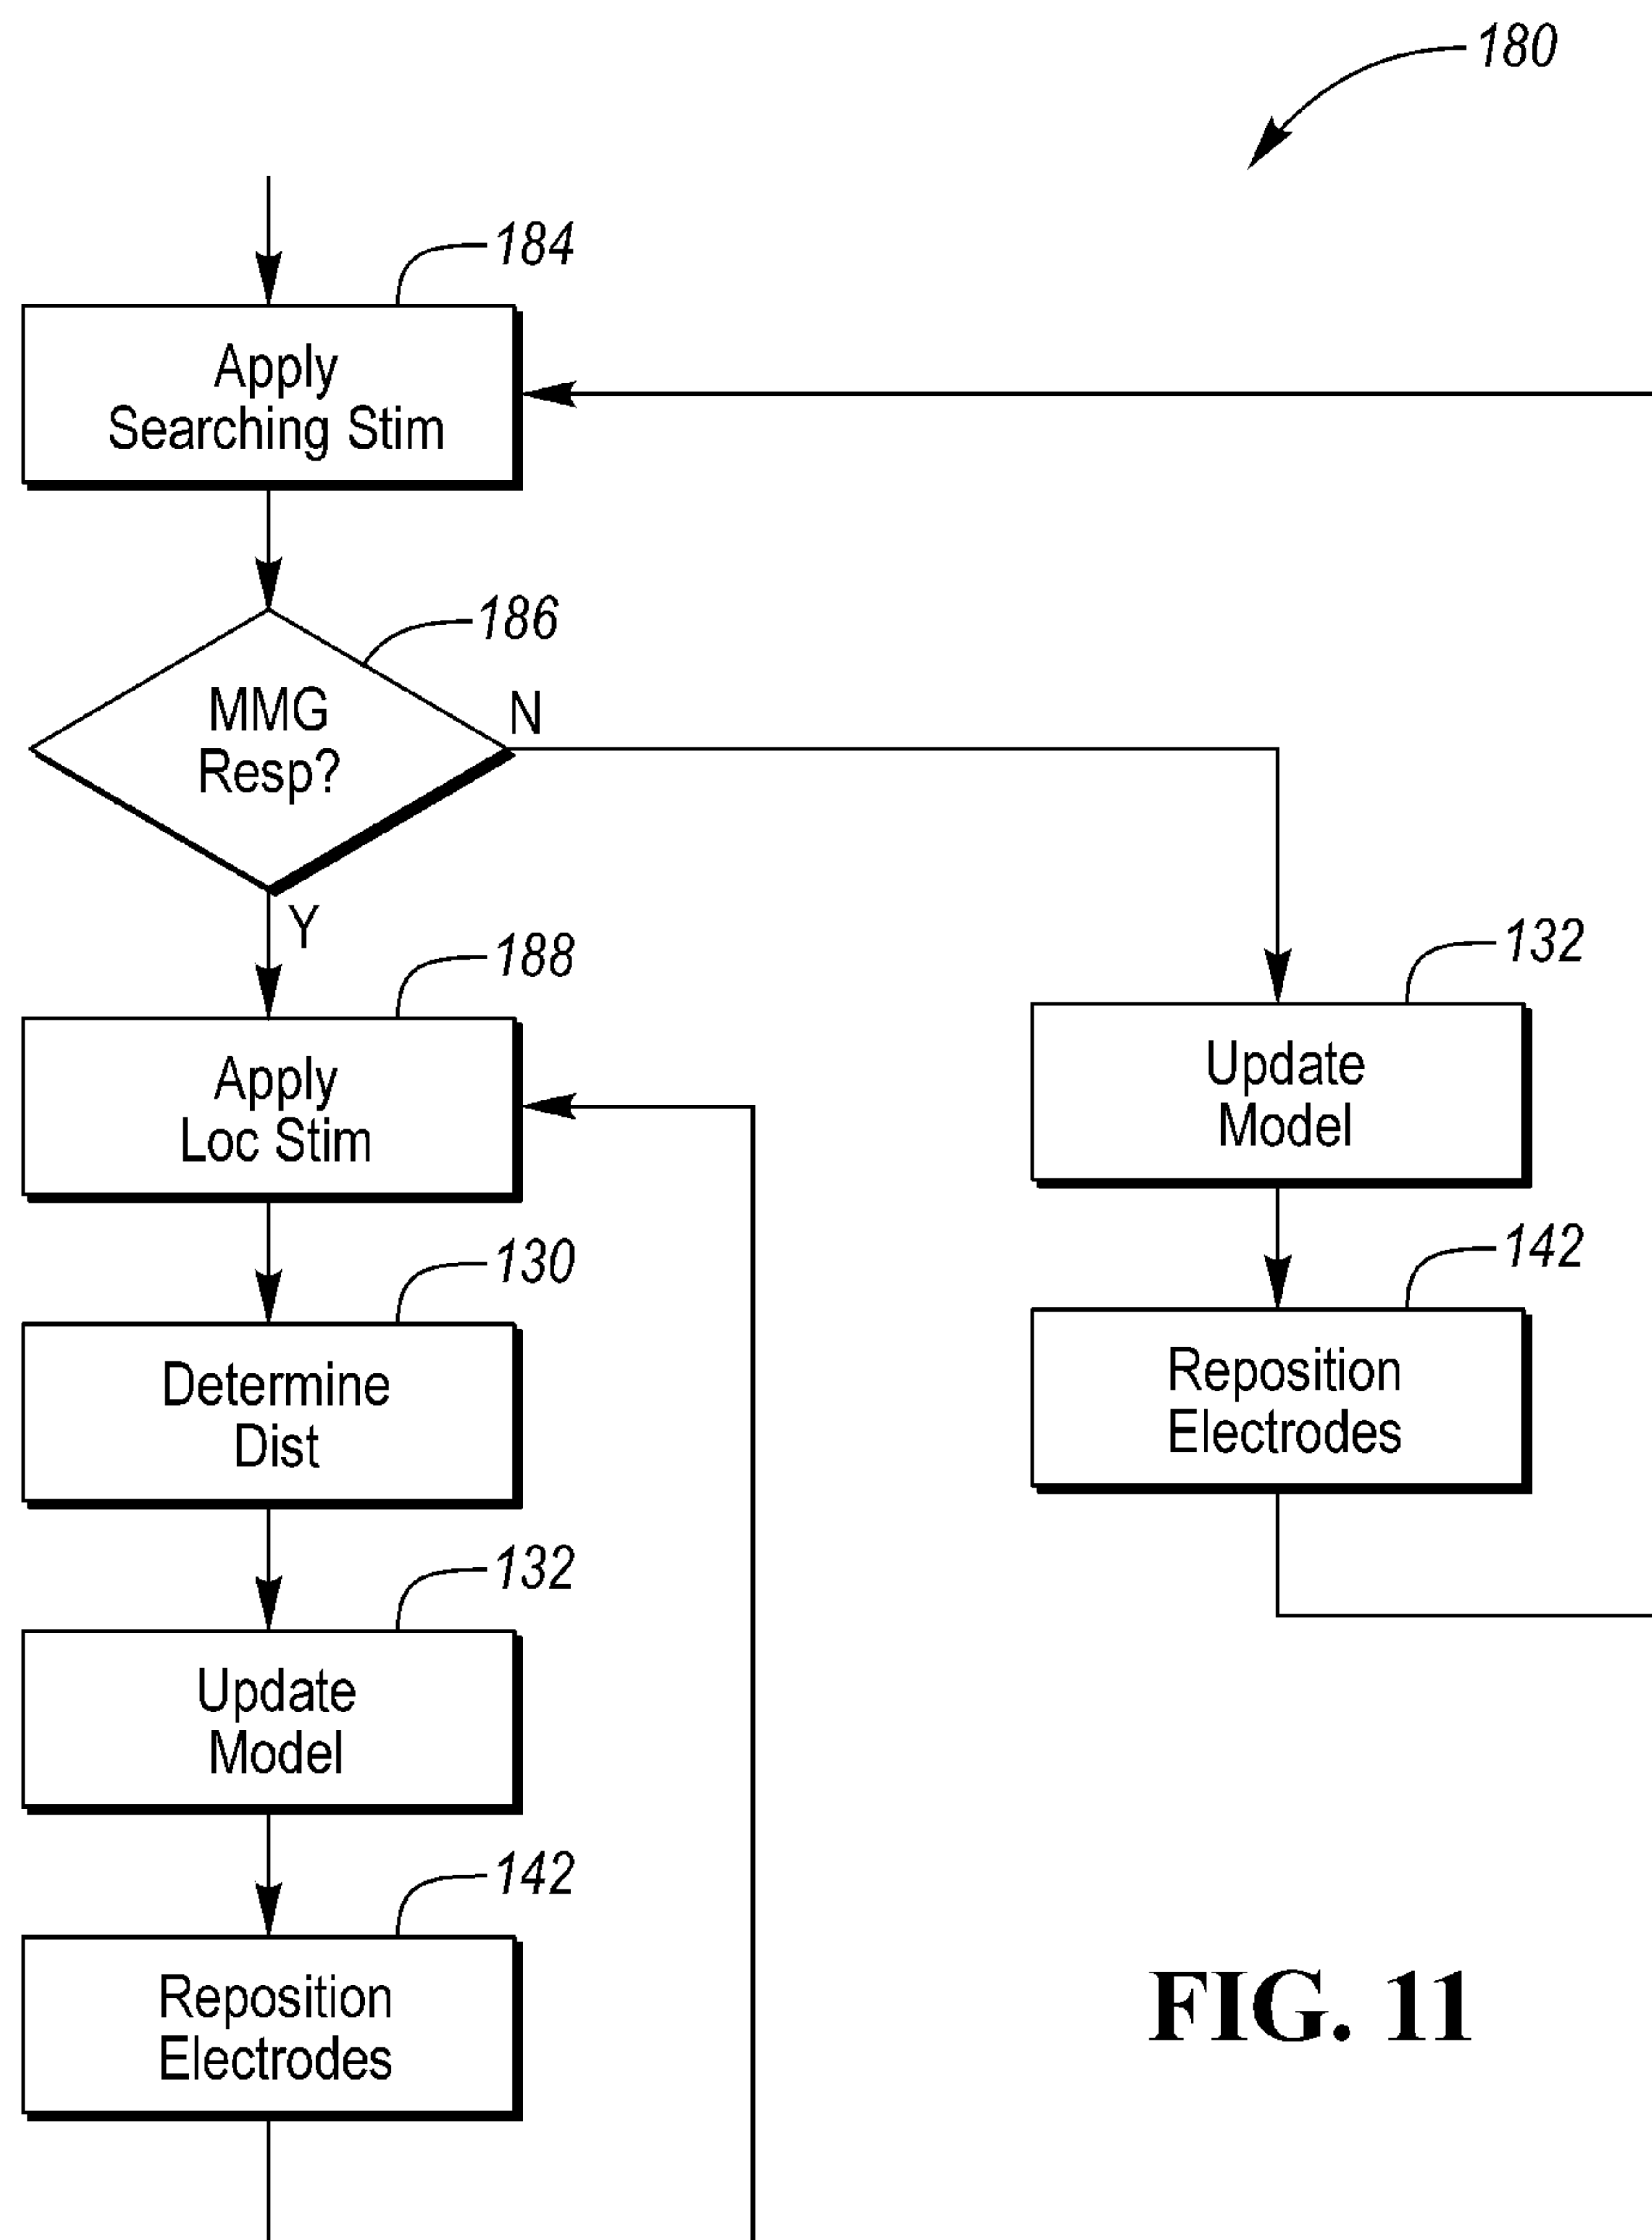 180
184
Apply
Searching Stim
186
MMG
Resp?
N
Y
188
Apply
Loc Stim
130
Determine
Dist
132
Update
Model
142
Reposition
Electrodes
132
Update
Model
142
Reposition
Electrodes
FIG. 11